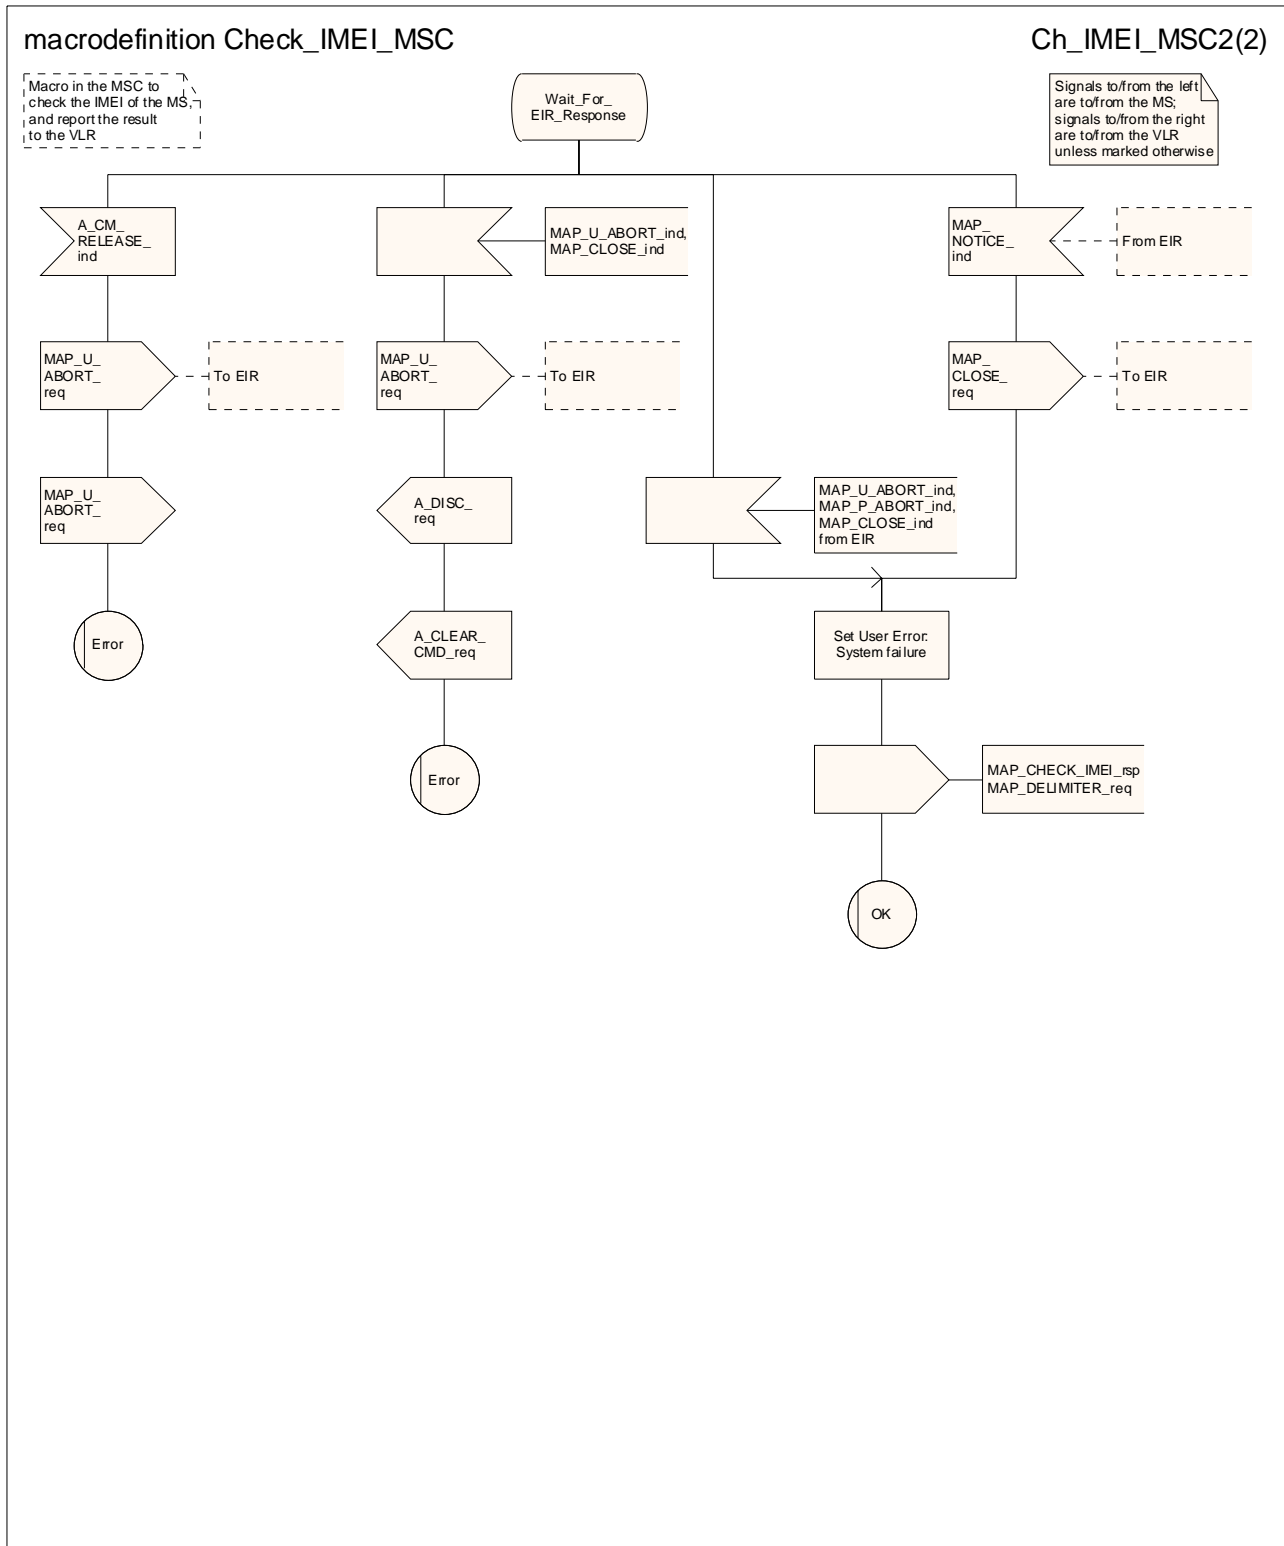 macrodefinition Check_IMEI_MSC
Ch_IMEI_MSC2(2)
Macro in the MSC to
check the IMEI of the MS,
and report the result
to the VLR
Wait_For_
EIR_Response
Signals to/from the left
are to/from the MS;
signals to/from the right
are to/from the VLR
unless marked otherwise
A_CM_
RELEASE_
ind
MAP_U_ABORT_ind,
MAP_CLOSE_ind
MAP_
NOTICE_
ind
From EIR
MAP_U_
ABORT_
req
To EIR
MAP_U_
ABORT_
req
To EIR
MAP_
CLOSE_
req
To EIR
MAP_U_
ABORT_
req
A_DISC_
req
MAP_U_ABORT_ind,
MAP_P_ABORT_ind,
MAP_CLOSE_ind
from EIR
Error
A_CLEAR_
CMD_req
Set User Error:
System failure
Error
MAP_CHECK_IMEI_rsp
MAP_DELIMITER_req
OK